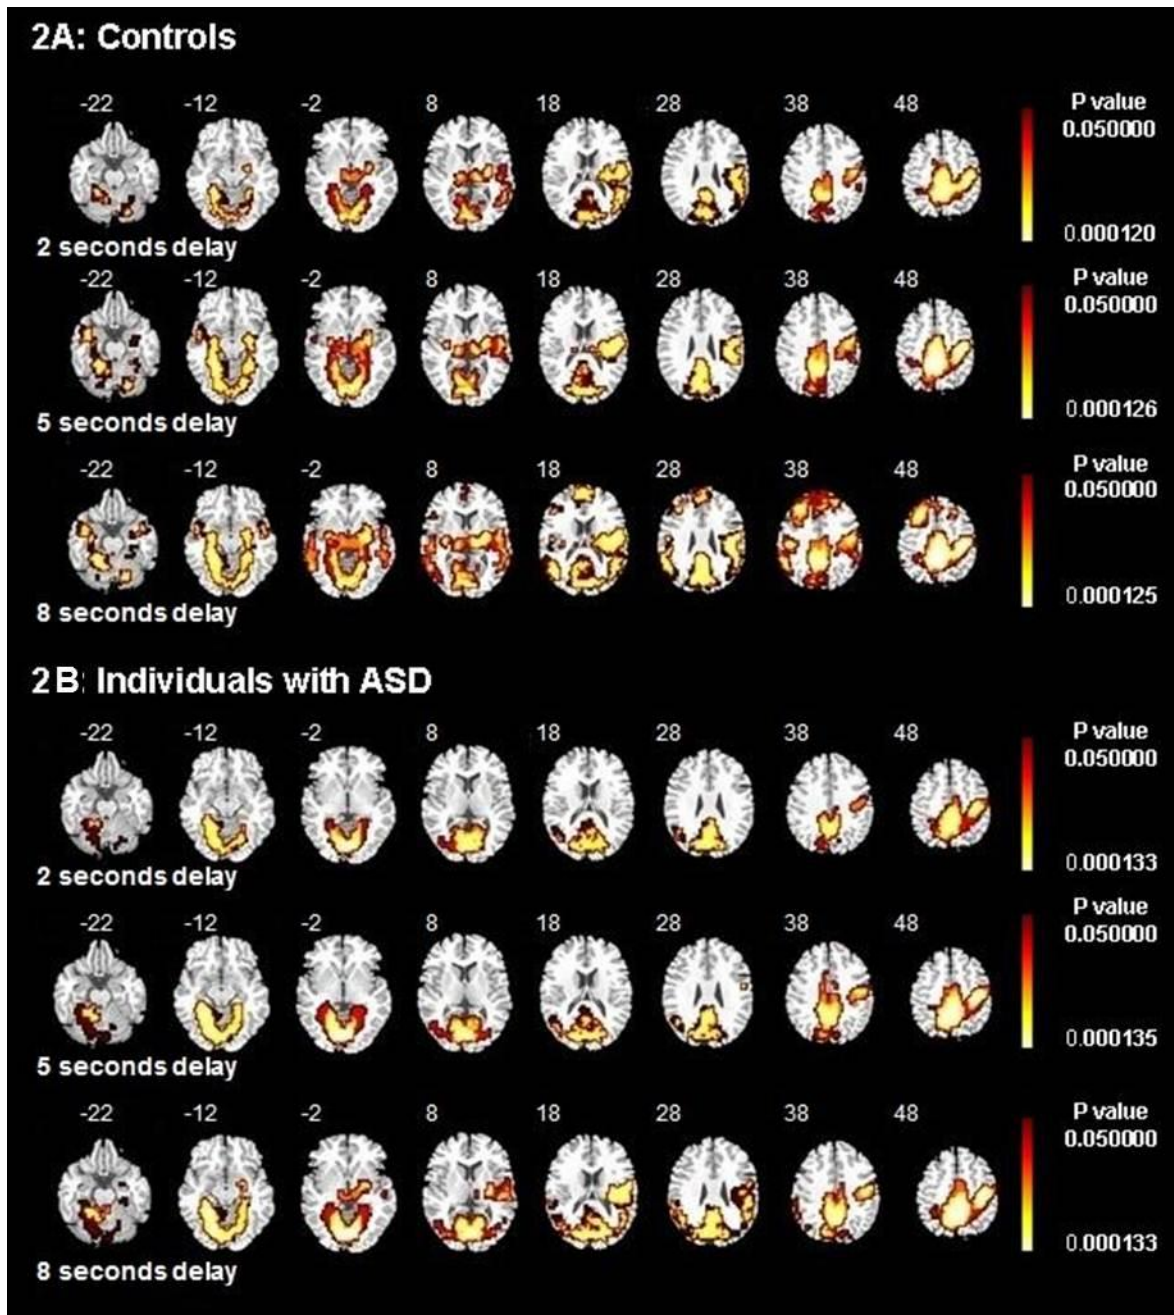 2A: Controls
-22 -12 -2 8 18 28 38 48
P value
0.050000
0.000120
2 seconds delay
-22 -12 -2 8 18 28 38 48
P value
0.050000
0.000126
5 seconds delay
-22 -12 -2 8 18 28 38 48
P value
0.050000
0.000125
8 seconds delay
2B: Individuals with ASD
-22 -12 -2 8 18 28 38 48
P value
0.050000
0.000133
2 seconds delay
-22 -12 -2 8 18 28 38 48
P value
0.050000
0.000135
5 seconds delay
-22 -12 -2 8 18 28 38 48
P value
0.050000
0.000133
8 seconds delay